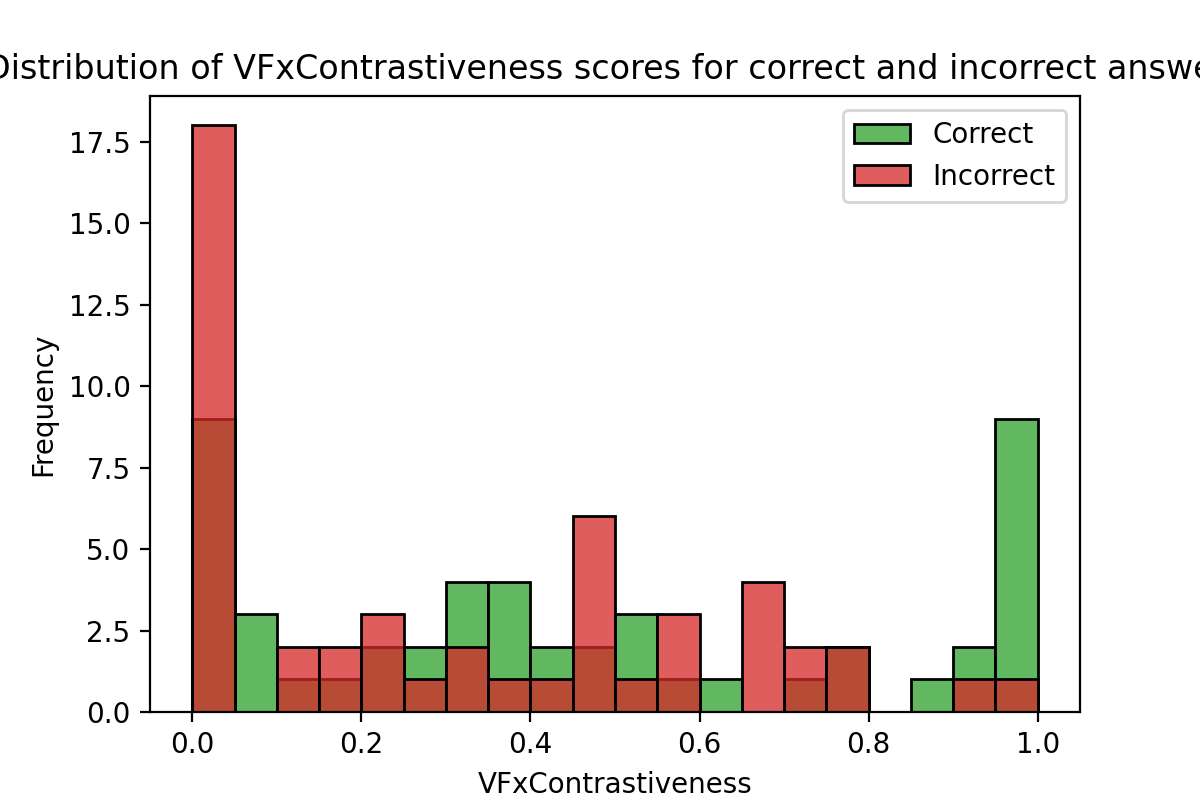 Distribution of VFxContrastiveness scores for correct and incorrect answe
Correct
Incorrect
17.5
15.0
12.5
10.0
7.5
5.0
2.5
0.0
Frequency
0.0 0.2 0.4 0.6 0.8 1.0
VFxContrastiveness